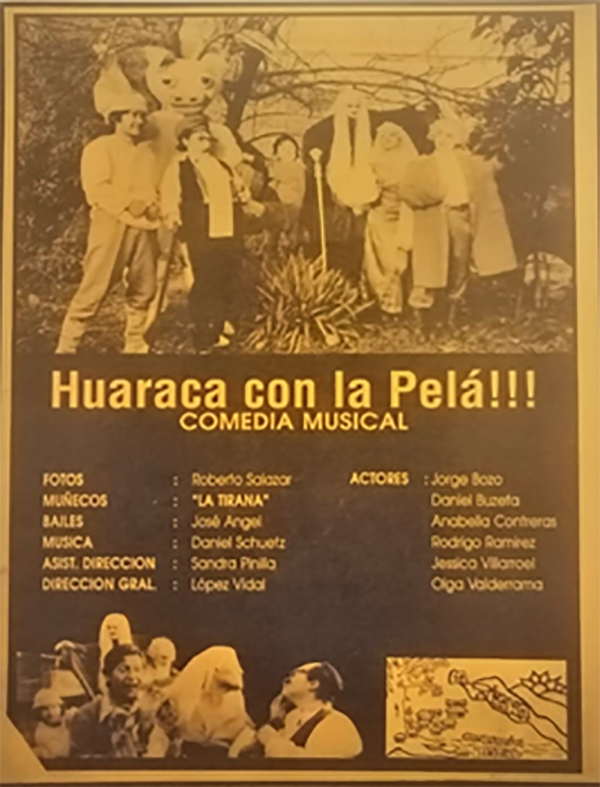 Huaraca con la Pelá!!!
COMEDIA MUSICAL
FOTOS : Roberto Salazar
MUÑECOS : "LA TIRANA"
BAILES : José Angel
MUSICA : Daniel Schuetz
ASIST. DIRECCION : Sandra Pinilla
DIRECCION GRAL. : López Vidal
ACTORES : Jorge Bozo
Daniel Buzeta
Anabella Contreras
Rodrigo Ramirez
Jessica Villarroel
Olga Valderrama